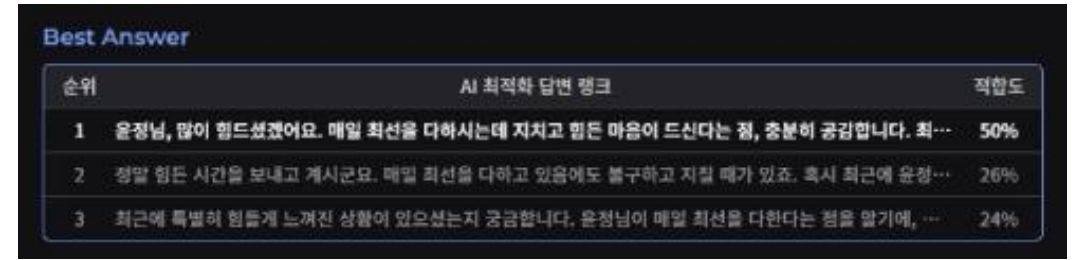 Best Answer
순위 AI 최적화 답변 랭크 적합도
1 윤정님, 많이 힘드셨겠어요. 매일 최선을 다하시는데 지치고 힘든 마음이 드신다는 점, 충분히 공감합니다. 최… 50%
2 정말 힘든 시간을 보내고 계시군요. 매일 최선을 다하고 있음에도 불구하고 지칠 때가 있죠. 혹시 최근에 윤정… 26%
3 최근에 특별히 힘들게 느껴진 상황이 있으셨는지 궁금합니다. 윤정님이 매일 최선을 다한다는 점을 알기에, … 24%